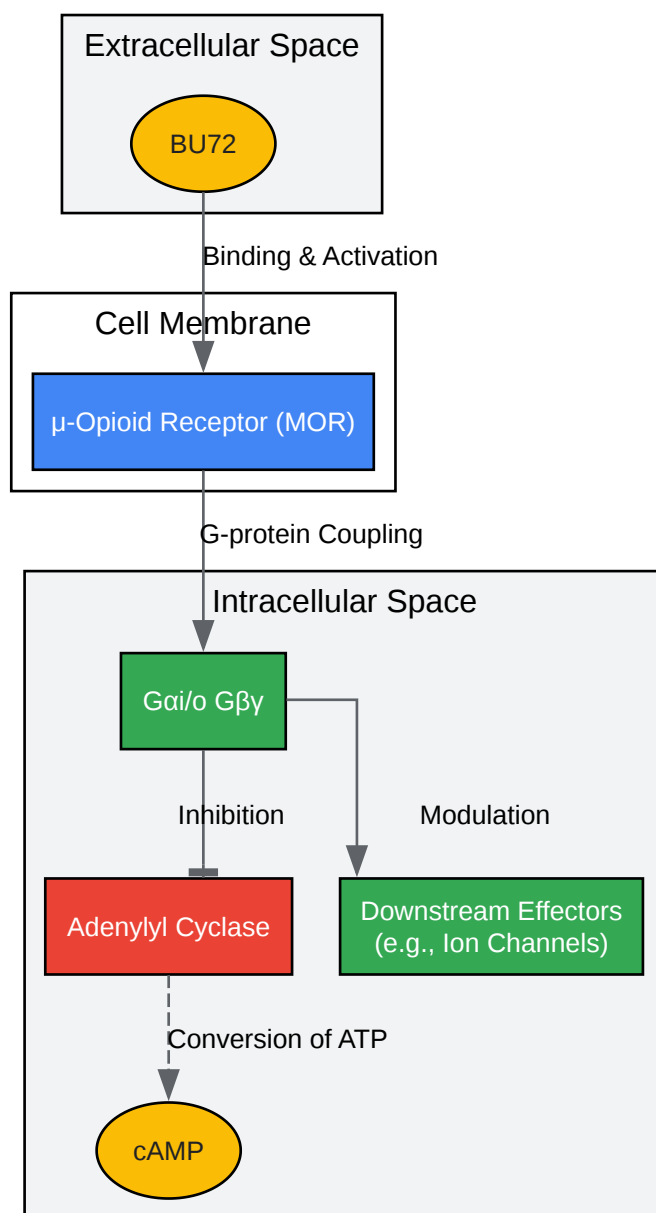 Extracellular Space
BU72
Binding & Activation
Cell Membrane
μ-Opioid Receptor (MOR)
G-protein Coupling
Intracellular Space
Gαi/o Gβγ
Inhibition
Modulation
Adenylyl Cyclase
Downstream Effectors
(e.g., Ion Channels)
Conversion of ATP
cAMP